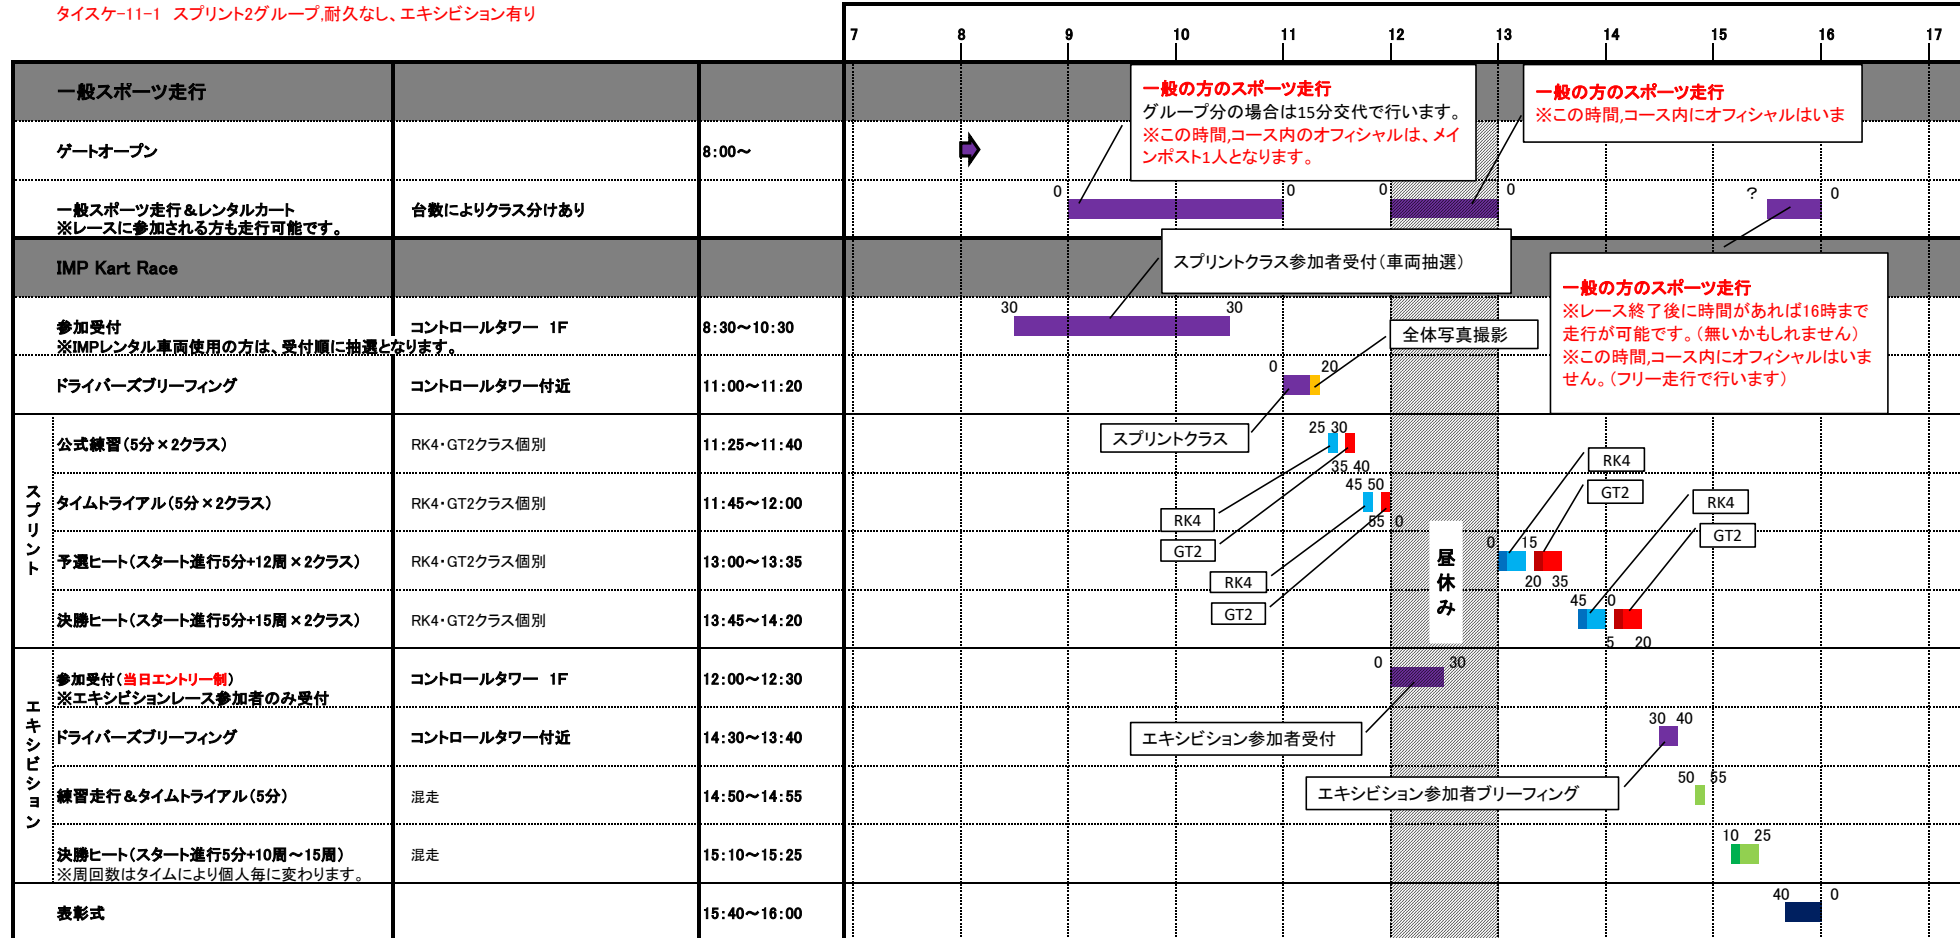 タイスケ-11-1 スプリント2グループ,耐久なし、エキシビション有り
7 8 9 10 11 12 13 14 15 16 17
一般スポーツ走行
一般の方のスポーツ走行
グループ分の場合は15分交代で行います。
※この時間,コース内のオフィシャルは、メイ
ンポスト1人となります。
一般の方のスポーツ走行
※この時間,コース内にオフィシャルはいま
ゲートオープン 8:00~
一般スポーツ走行&レンタルカート 台数によりクラス分けあり
※レースに参加される方も走行可能です。
0 0 0 0 ? 0
IMP Kart Race
スプリントクラス参加者受付(車両抽選)
一般の方のスポーツ走行
※レース終了後に時間があれば16時まで
走行が可能です。(無いかもしれません)
※この時間,コース内にオフィシャルはいま
せん。(フリー走行で行います)
参加受付 コントロールタワー 1F 8:30~10:30
※IMPレンタル車両使用の方は、受付順に抽選となります。
30 30
全体写真撮影
ドライバーズブリーフィング コントロールタワー付近 11:00~11:20
0 20
スプリントクラス
スプリント
公式練習(5分×2クラス) RK4・GT2クラス個別 11:25~11:40
25 30
35 40
タイムトライアル(5分×2クラス) RK4・GT2クラス個別 11:45~12:00
45 50
55 0
RK4
GT2
RK4
GT2
RK4
GT2
RK4
GT2
昼休み
予選ヒート(スタート進行5分+12周×2クラス) RK4・GT2クラス個別 13:00~13:35
0 15
20 35
決勝ヒート(スタート進行5分+15周×2クラス) RK4・GT2クラス個別 13:45~14:20
45 0
5 20
エキシビション
参加受付(当日エントリー制) コントロールタワー 1F 12:00~12:30
※エキシビションレース参加者のみ受付
0 30
エキシビション参加者受付
ドライバーズブリーフィング コントロールタワー付近 14:30~13:40
30 40
エキシビション参加者ブリーフィング
練習走行&タイムトライアル(5分) 混走 14:50~14:55
50 55
決勝ヒート(スタート進行5分+10周~15周) 混走 15:10~15:25
※周回数はタイムにより個人毎に変わります。
10 25
表彰式 15:40~16:00
40 0